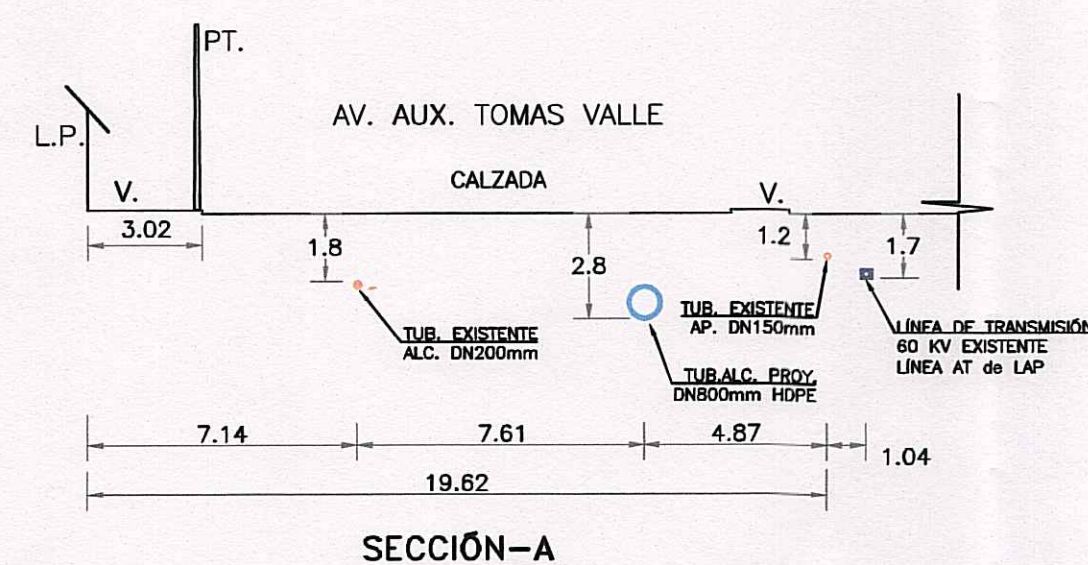 PT.
L.P.
AV. AUX. TOMAS VALLE
CALZADA
V.
V.
3.02
1.8
2.8
1.2
1.7
TUB. EXISTENTE
ALC. DN200mm
TUB. EXISTENTE
AP. DN150mm
TUB.ALC. PROY.
DN800mm HDPE
LÍNEA DE TRANSMISIÓN
60 KV EXISTENTE
LÍNEA AT de LAP
7.14
7.61
4.87
1.04
19.62
SECCIÓN-A